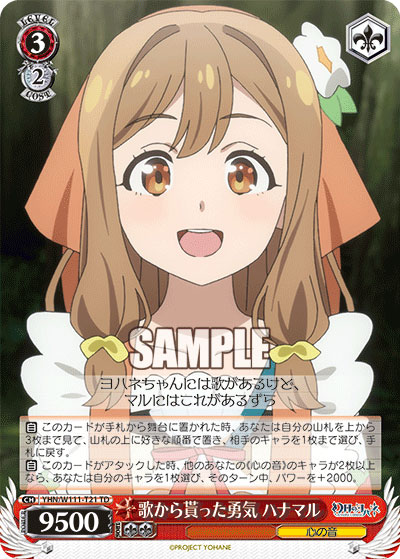 LEVEL
3
2
COST
SAMPLE
ヨハネちゃんには歌があるけど、
マルにはこれがあるずら
自 このカードが手札から舞台に置かれた時、あなたは自分の山札を上から
3枚まで見て、山札の上に好きな順番で置き、相手のキャラを1枚まで選び、手
札に戻す。
自 このカードがアタックした時、他のあなたの《心の音》のキャラが2枚以上
なら、あなたは自分のキャラを1枚選び、そのターン中、パワーを+2000。
CH YHN/W111-T21 TD
9500
歌から貰った勇気 ハナマル
心の音
©PROJECT YOHANE